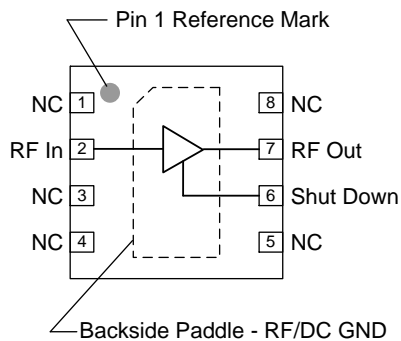 Pin 1 Reference Mark
NC 1 8 NC
RF In 2 7 RF Out
NC 3 6 Shut Down
NC 4 5 NC
Backside Paddle - RF/DC GND